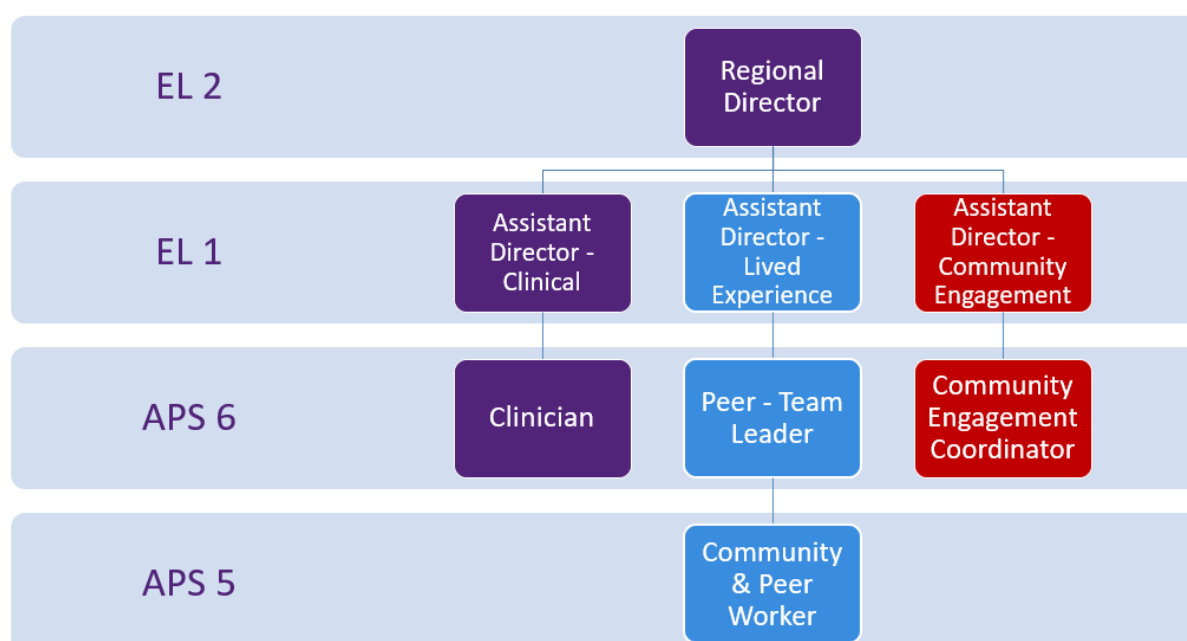 EL 2
Regional
Director
EL 1
Assistant
Director -
Clinical
Assistant
Director -
Lived
Experience
Assistant
Director -
Community
Engagement
APS 6
Clinician
Peer - Team
Leader
Community
Engagement
Coordinator
APS 5
Community
& Peer
Worker